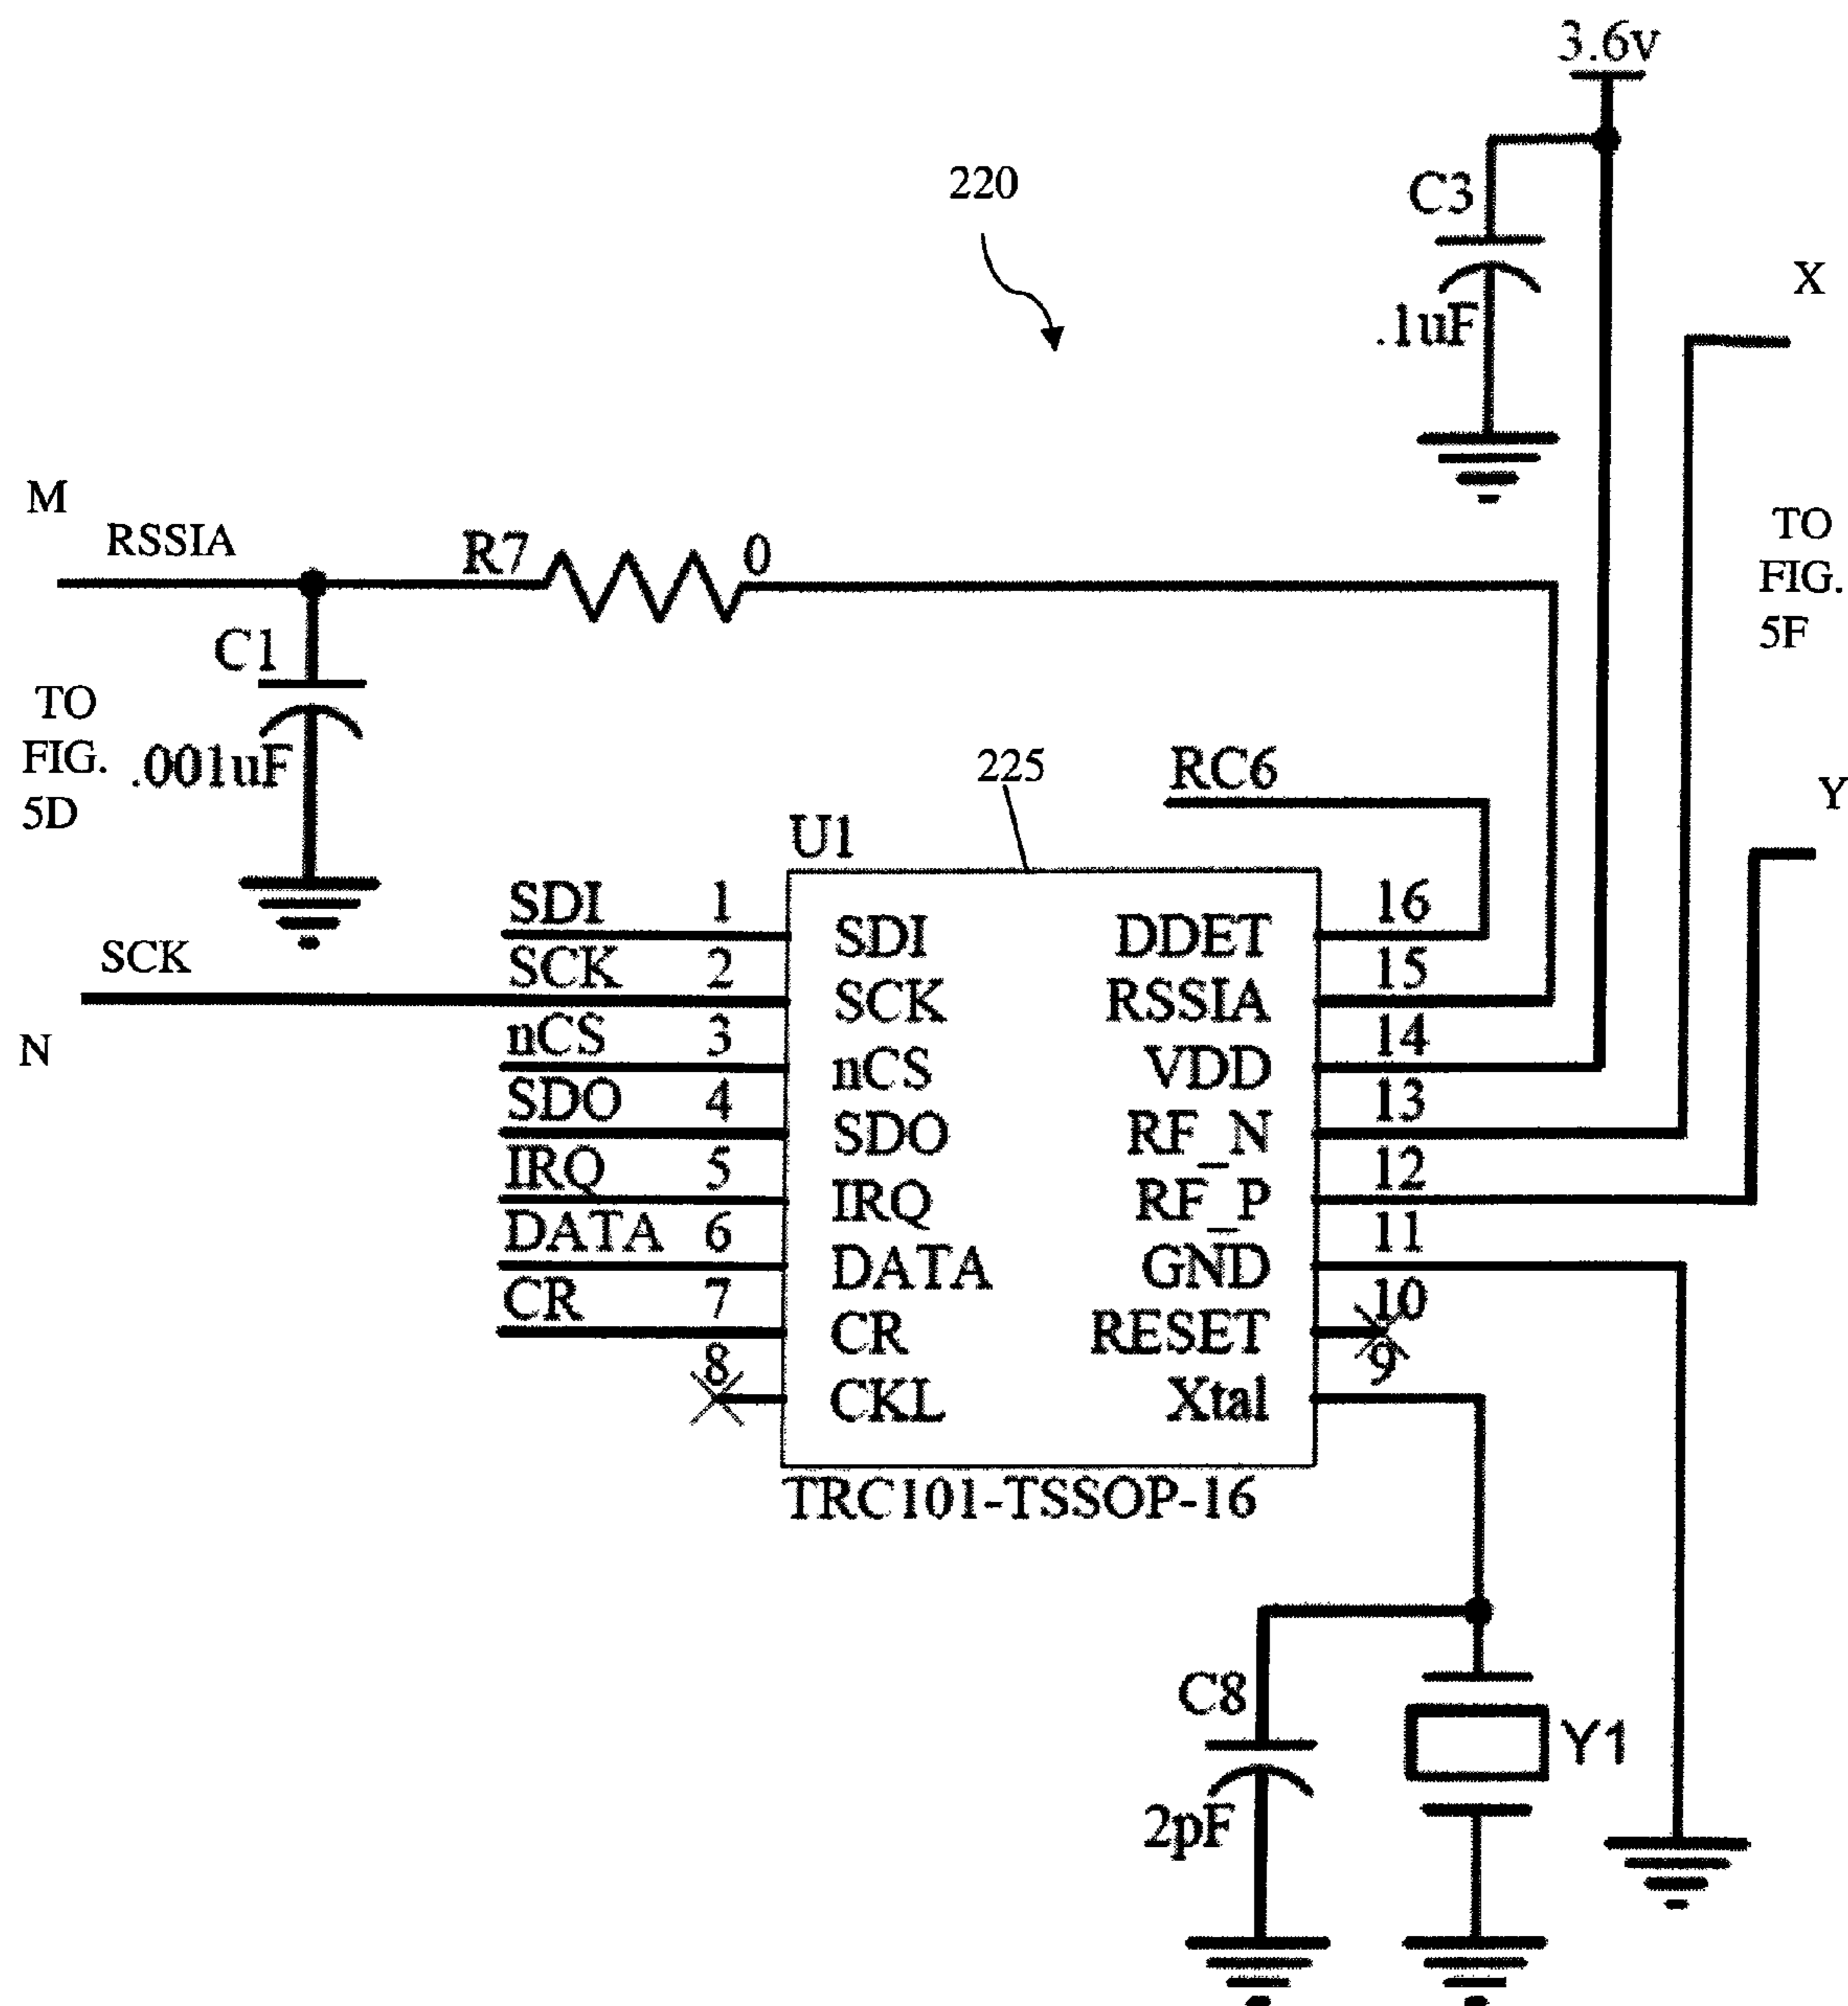 3.6v
220
C3
.1uF
X
M
RSSIA
R7
0
TO
FIG.
5F
C1
.001uF
TO
FIG.
5D
225
RC6
Y
U1
SDI 1 SDI DDET 16
SCK
SCK 2 SCK RSSIA 15
N
nCS 3 nCS VDD 14
SDO 4 SDO RF_N 13
IRQ 5 IRQ RF_P 12
DATA 6 DATA GND 11
CR 7 CR RESET 10
8 CKL Xtal 9
TRC101-TSSOP-16
C8
2pF
Y1